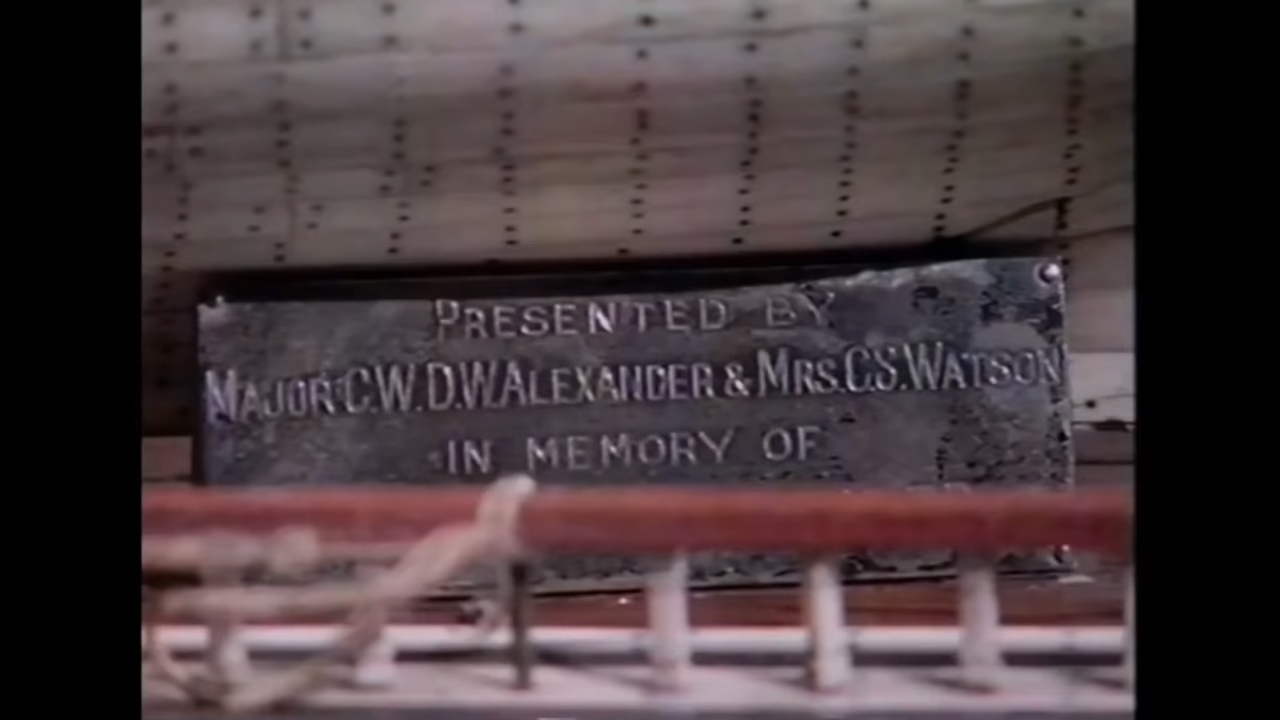 PRESENTED BY
MAJOR C.W.D.W.ALEXANDER & MRS.C.S.WATSON
IN MEMORY OF